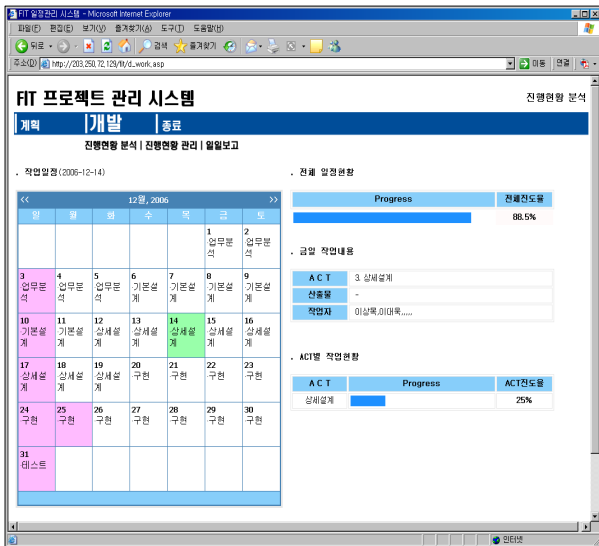 FIT 일정관리 시스템 - Microsoft Internet Explorer
파일(F) 편집(E) 보기(V) 즐겨찾기(A) 도구(T) 도움말(H)
뒤로 검색 즐겨찾기
주소(D) http://203,250,72,129/fit/d_work.asp 이동 연결
FIT 프로젝트 관리 시스템 진행현황 분석
계획 개발 종료
진행현황 분석 | 진행현황 관리 | 일일보고
. 작업일정(2006-12-14)
<< 12월, 2006 >>
일 월 화 수 목 금 토
1 2
·업무분석 ·업무분석
3 4 5 6 7 8 9
·업무분석 ·업무분석 ·업무분석 ·기본설계 ·기본설계 ·기본설계 ·기본설계
10 11 12 13 14 15 16
·기본설계 ·기본설계 ·상세설계 ·상세설계 ·상세설계 ·상세설계 ·상세설계
17 18 19 20 21 22 23
·상세설계 ·상세설계 ·상세설계 ·구현 ·구현 ·구현 ·구현
24 25 26 27 28 29 30
·구현 ·구현 ·구현 ·구현 ·구현 ·구현 ·구현
31
·테스트
. 전체 일정현황
Progress 전체진도율
88.5%
. 금일 작업내용
A C T 3. 상세설계
산출물 -
작업자 이상록,이대록,,,,,
. ACT별 작업현황
A C T Progress ACT진도율
상세설계 25%
인터넷